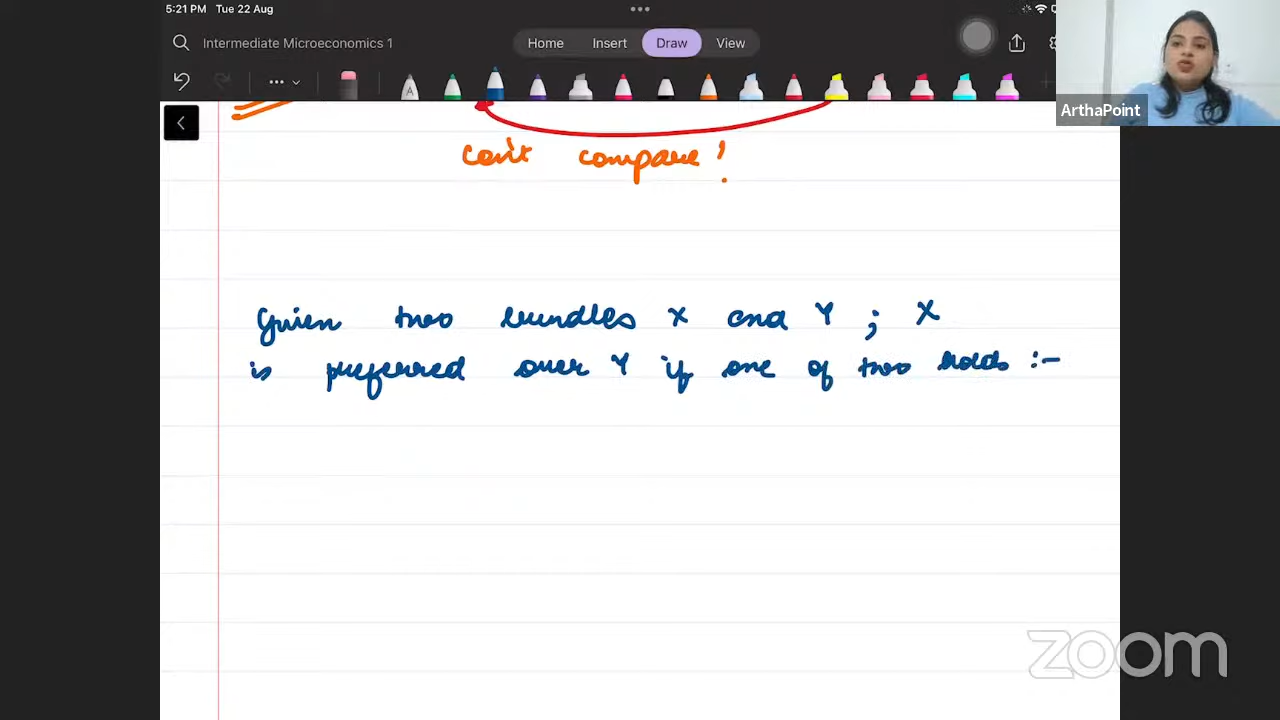 5:21 PM Tue 22 Aug
Intermediate Microeconomics 1
Home Insert Draw View
A
ArthaPoint
can't compare !
Given two bundles X and Y ; X
is preferred over Y if one of two holds :-
zoom